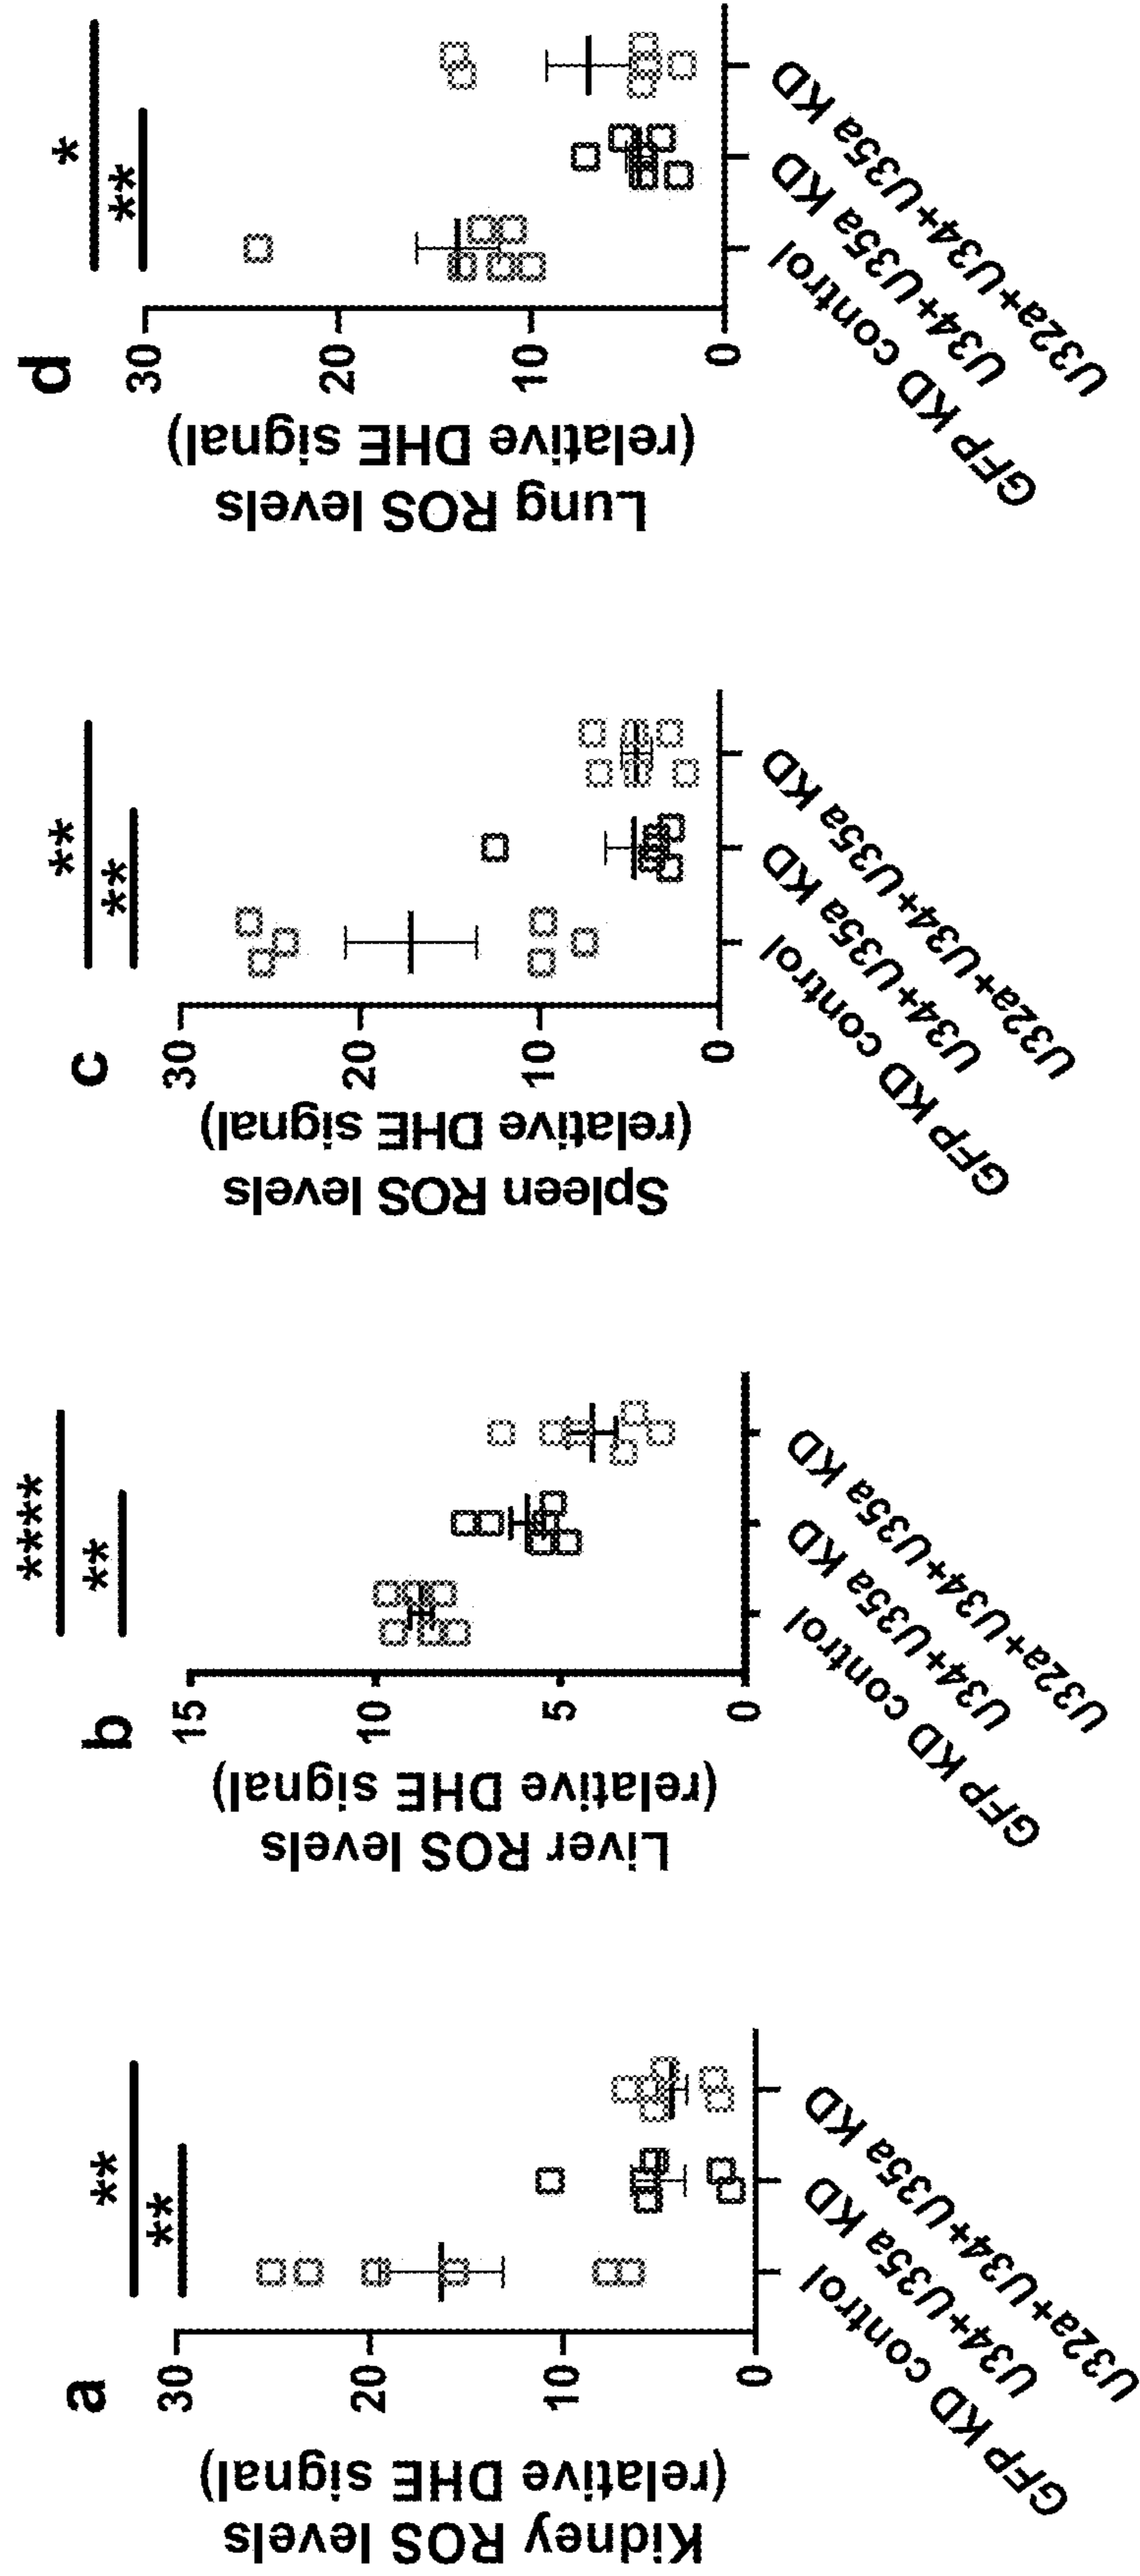 a
Kidney ROS levels
(relative DHE signal)
30
20
10
0
**
**
GFP KD control
U34+U35a KD
U32a+U34+U35a KD
b
Liver ROS levels
(relative DHE signal)
15
10
5
0
****
**
GFP KD control
U34+U35a KD
U32a+U34+U35a KD
c
Spleen ROS levels
(relative DHE signal)
30
20
10
0
**
**
GFP KD control
U34+U35a KD
U32a+U34+U35a KD
d
Lung ROS levels
(relative DHE signal)
30
20
10
0
*
**
GFP KD control
U34+U35a KD
U32a+U34+U35a KD